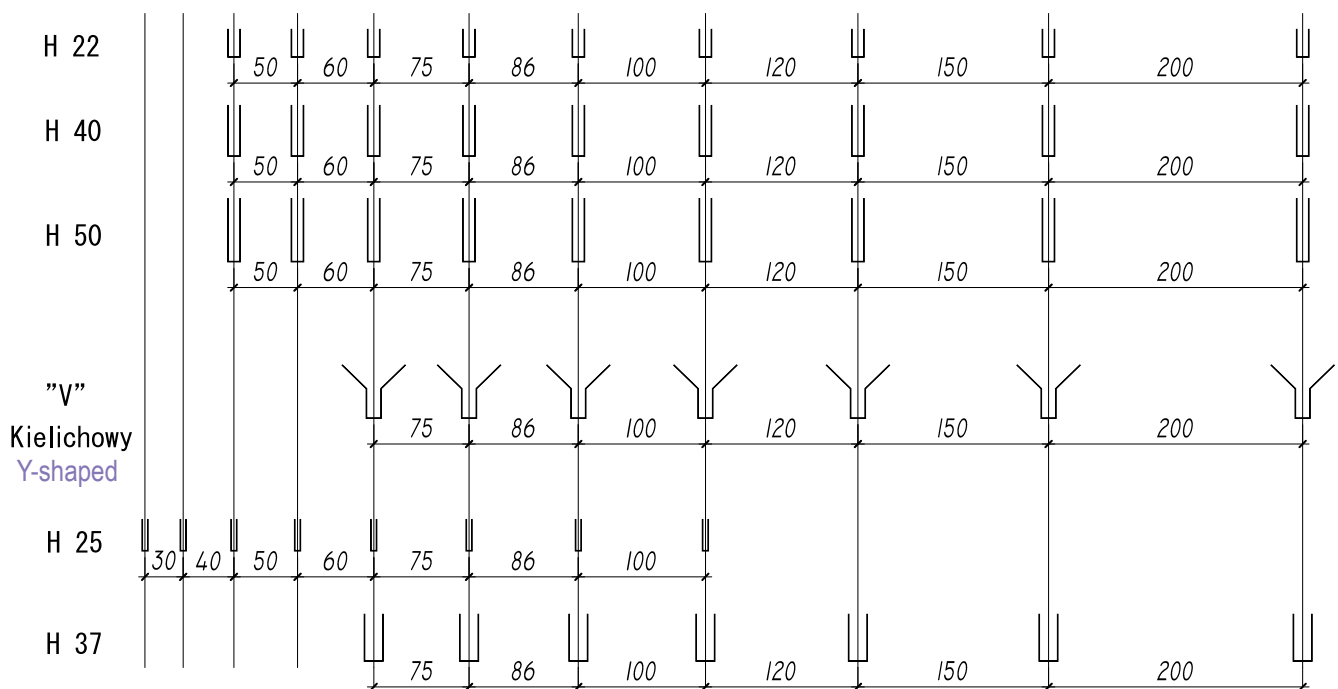 H 22
50 60 75 86 100 120 150 200
H 40
50 60 75 86 100 120 150 200
H 50
50 60 75 86 100 120 150 200
”V”
Kielichowy
Y-shaped
75 86 100 120 150 200
H 25
30 40 50 60 75 86 100
H 37
75 86 100 120 150 200